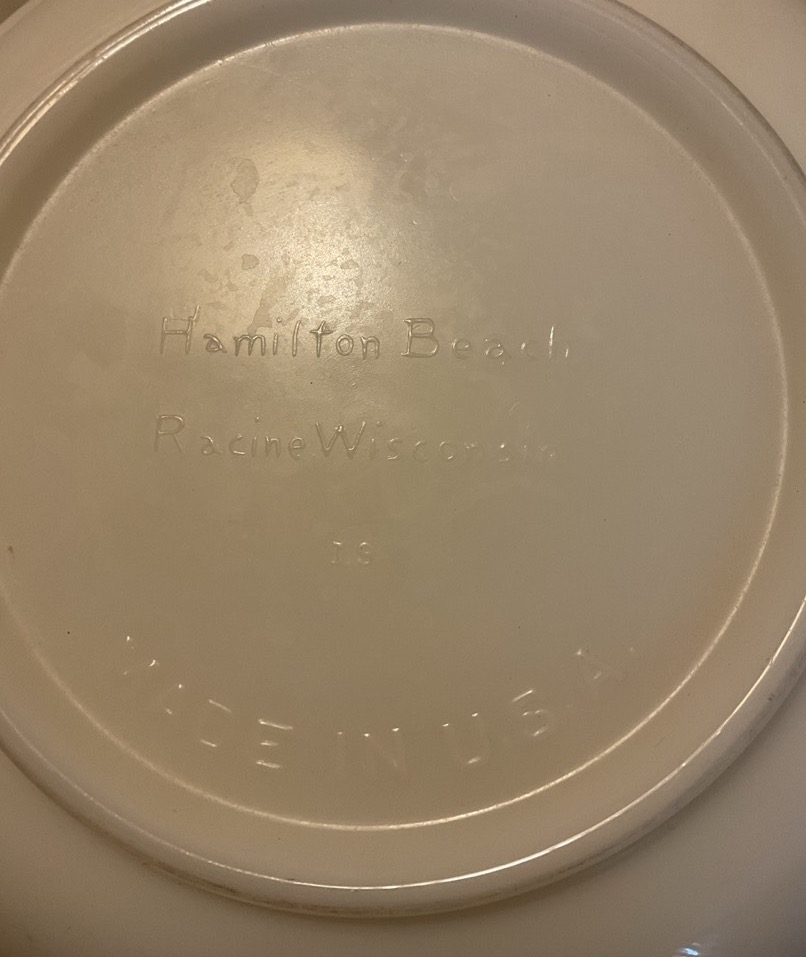 Hamilton Beach
Racine Wisconsin
MADE IN U.S.A.